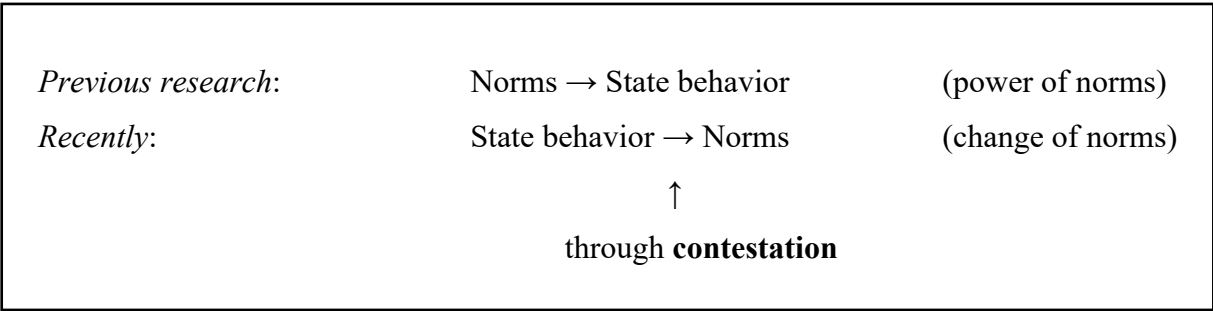 Previous research: Norms → State behavior (power of norms)
Recently: State behavior → Norms (change of norms)
↑
through contestation